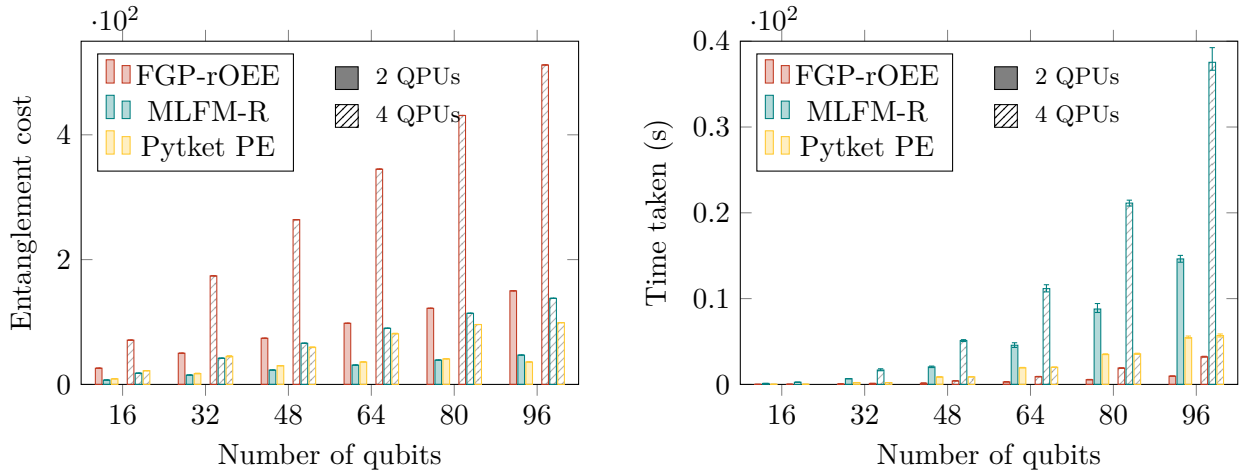 ·10²
Entanglement cost
4
2
0
FGP-rOEE
MLFM-R
Pytket PE
2 QPUs
4 QPUs
16 32 48 64 80 96
Number of qubits
·10²
Time taken (s)
0.4
0.3
0.2
0.1
0
FGP-rOEE
MLFM-R
Pytket PE
2 QPUs
4 QPUs
16 32 48 64 80 96
Number of qubits